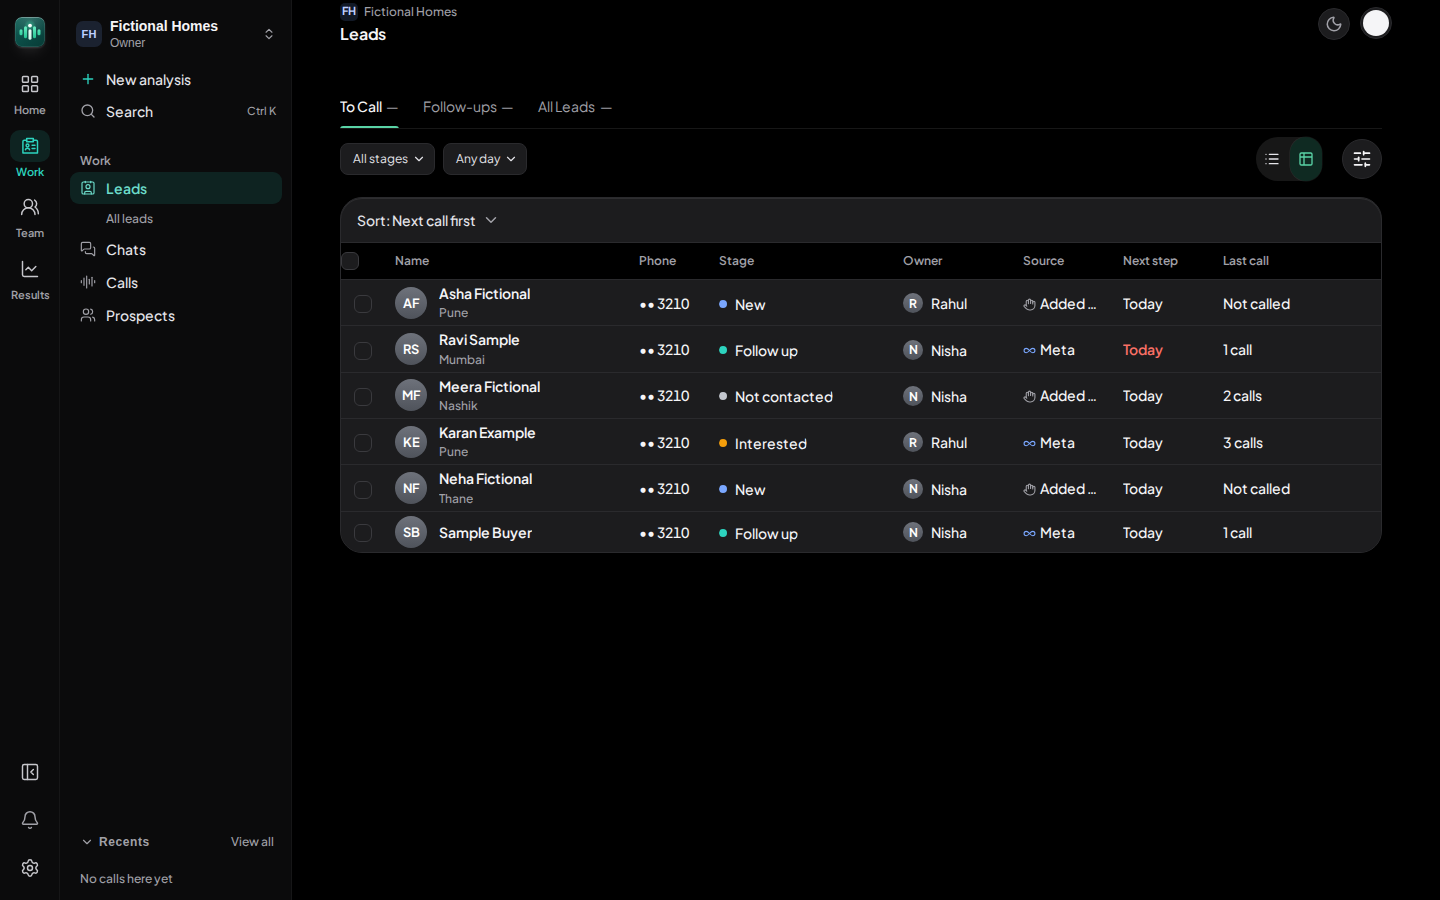 Home
Work
Team
Results
FH
Fictional Homes
Owner
New analysis
Search Ctrl K
Work
Leads
All leads
Chats
Calls
Prospects
Recents View all
No calls here yet
FH Fictional Homes
Leads
To Call — Follow-ups — All Leads —
All stages Any day
Sort: Next call first
Name Phone Stage Owner Source Next step Last call
AF Asha Fictional Pune •• 3210 New R Rahul Added ... Today Not called
RS Ravi Sample Mumbai •• 3210 Follow up N Nisha Meta Today 1 call
MF Meera Fictional Nashik •• 3210 Not contacted N Nisha Added ... Today 2 calls
KE Karan Example Pune •• 3210 Interested R Rahul Meta Today 3 calls
NF Neha Fictional Thane •• 3210 New N Nisha Added ... Today Not called
SB Sample Buyer •• 3210 Follow up N Nisha Meta Today 1 call